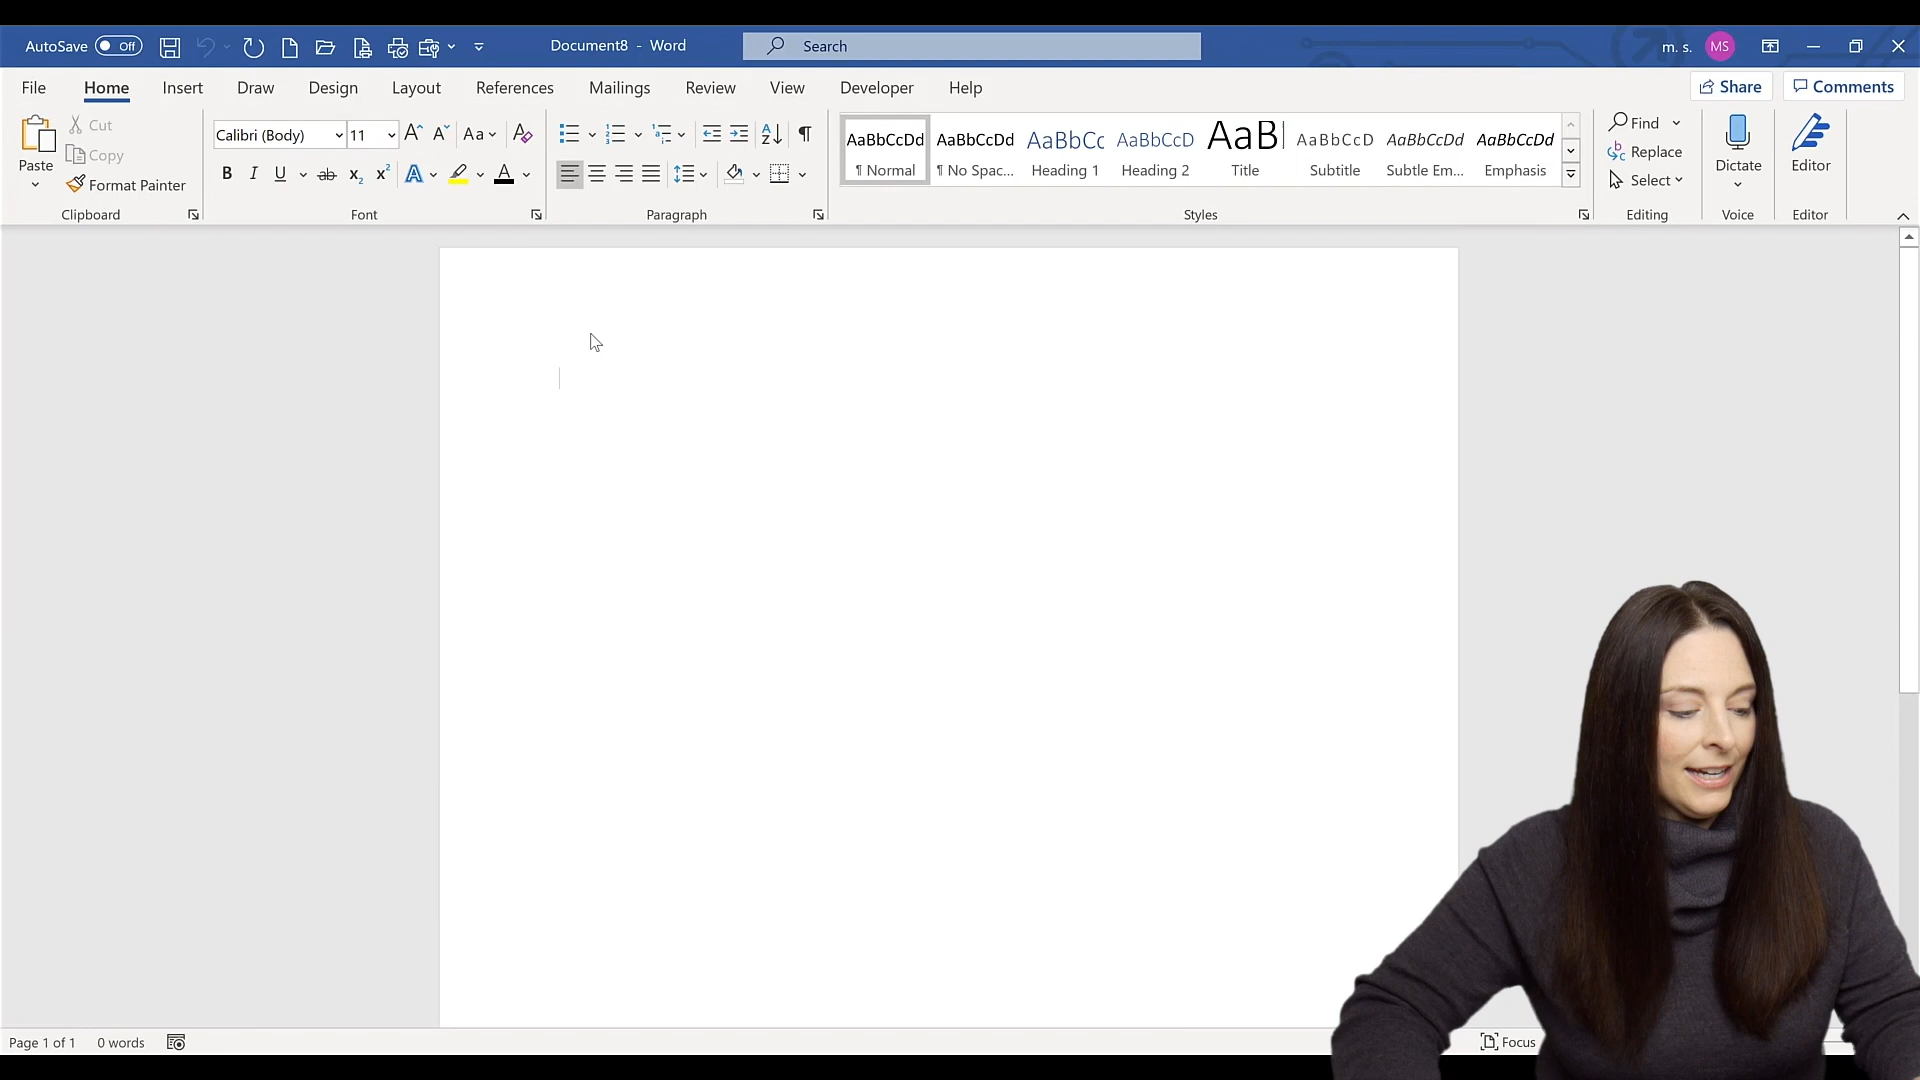 AutoSave Off Document8 - Word Search m. s. MS
File Home Insert Draw Design Layout References Mailings Review View Developer Help Share Comments
Paste Cut Copy Format Painter
Clipboard
Calibri (Body) 11 A A Aa A
B I U ab x2 x2 A A
Font
Paragraph
AaBbCcDd AaBbCcDd AaBbCc AaBbCcD AaB AaBbCcD AaBbCcDd AaBbCcDd
¶ Normal ¶ No Spac... Heading 1 Heading 2 Title Subtitle Subtle Em... Emphasis
Styles
Find
Replace
Select
Editing
Dictate
Voice
Editor
Editor
Page 1 of 1 0 words Focus